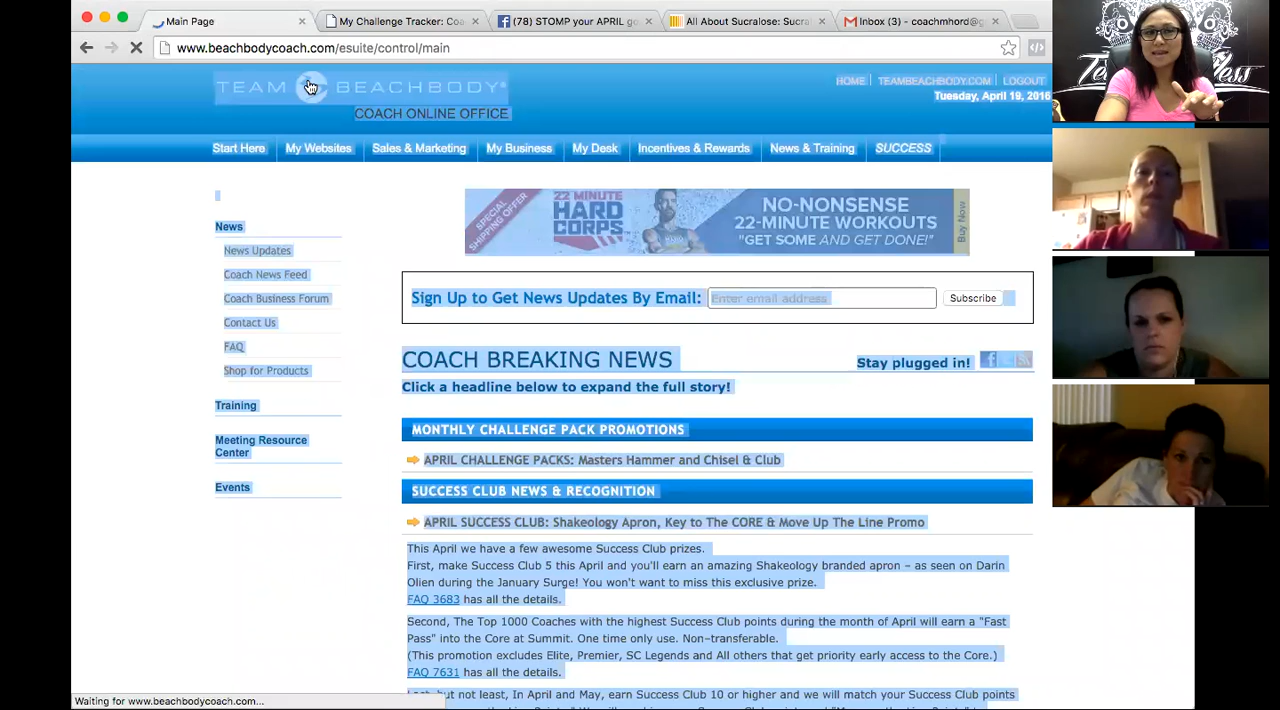 Main Page
My Challenge Tracker: Coa
(78) STOMP your APRIL go
All About Sucralose: Sucra
Inbox (3) - coachmhord@g
www.beachbodycoach.com/esuite/control/main
TEAM BEACHBODY®
COACH ONLINE OFFICE
HOME | TEAMBEACHBODY.COM | LOGOUT
Tuesday, April 19, 2016
Start Here My Websites Sales & Marketing My Business My Desk Incentives & Rewards News & Training SUCCESS
News
News Updates
Coach News Feed
Coach Business Forum
Contact Us
FAQ
Shop for Products
Training
Meeting Resource
Center
Events
SPECIAL
SHIPPING OFFER
22 MINUTE
HARD
CORPS
NO-NONSENSE
22-MINUTE WORKOUTS
"GET SOME AND GET DONE!"
Buy Now
Sign Up to Get News Updates By Email: Enter email address Subscribe
COACH BREAKING NEWS
Stay plugged in!
Click a headline below to expand the full story!
MONTHLY CHALLENGE PACK PROMOTIONS
APRIL CHALLENGE PACKS: Masters Hammer and Chisel & Club
SUCCESS CLUB NEWS & RECOGNITION
APRIL SUCCESS CLUB: Shakeology Apron, Key to The CORE & Move Up The Line Promo
This April we have a few awesome Success Club prizes.
First, make Success Club 5 this April and you'll earn an amazing Shakeology branded apron – as seen on Darin
Olien during the January Surge! You won't want to miss this exclusive prize.
FAQ 3683 has all the details.
Second, The Top 1000 Coaches with the highest Success Club points during the month of April will earn a "Fast
Pass" into the Core at Summit. One time only use. Non-transferable.
(This promotion excludes Elite, Premier, SC Legends and All others that get priority early access to the Core.)
FAQ 7631 has all the details.
but not least, In April and May, earn Success Club 10 or higher and we will match your Success Club points
Waiting for www.beachbodycoach.com...